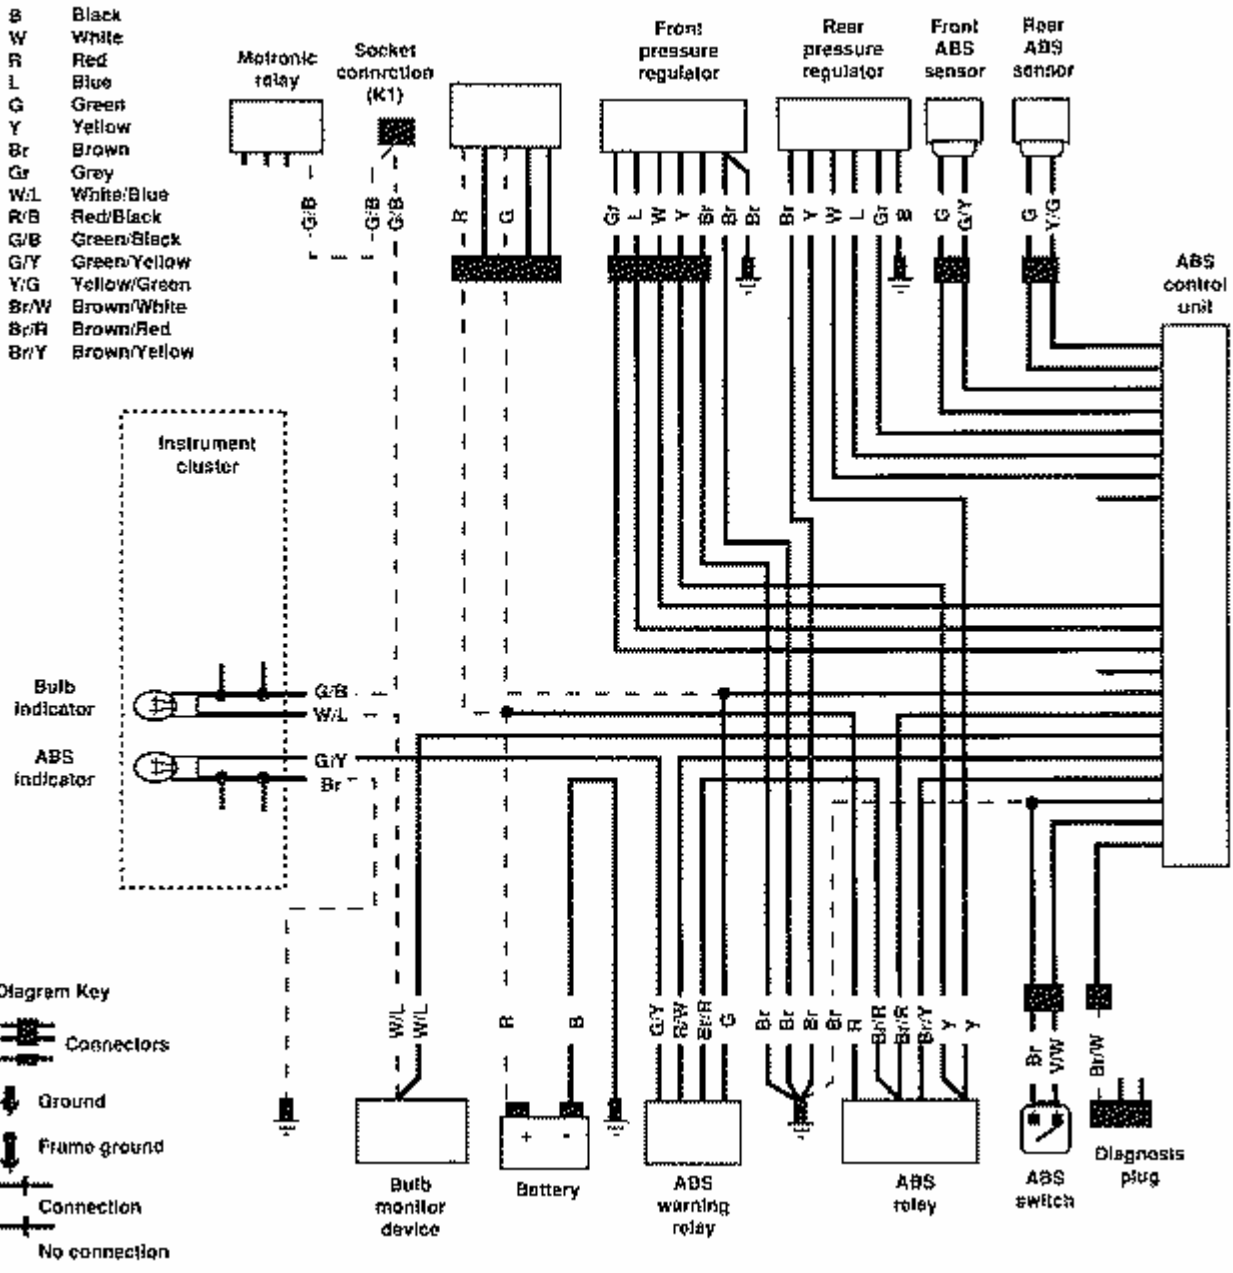 B Black
W White
R Red
L Blue
G Green
Y Yellow
Br Brown
Gr Grey
W/L White/Blue
R/B Red/Black
G/B Green/Black
G/Y Green/Yellow
Y/G Yellow/Green
Br/W Brown/White
Br/R Brown/Red
Br/Y Brown/Yellow
Motronic
relay
Socket
connection
(K1)
Front
pressure
regulator
Rear
pressure
regulator
Front
ABS
sensor
Rear
ABS
sensor
G/B
G/B
G/B
R
G
Gr
L
W
Y
Br
Br
Br
Br
Y
W
L
Gr
B
G
G/Y
G
Y/G
ABS
control
unit
Instrument
cluster
Bulb
indicator
G/B
W/L
ABS
indicator
G/Y
Br
W/L
W/L
R
B
G/Y
Br/R
G
Br
Br
Br
Br
R
Br/R
Br/R
Br/Y
Y
Y
Br
Br/W
Diagram Key
Connectors
Ground
Frame ground
Connection
No connection
+
-
Bulb
monitor
device
Battery
ABS
warning
relay
ABS
relay
ABS
switch
Diagnosis
plug